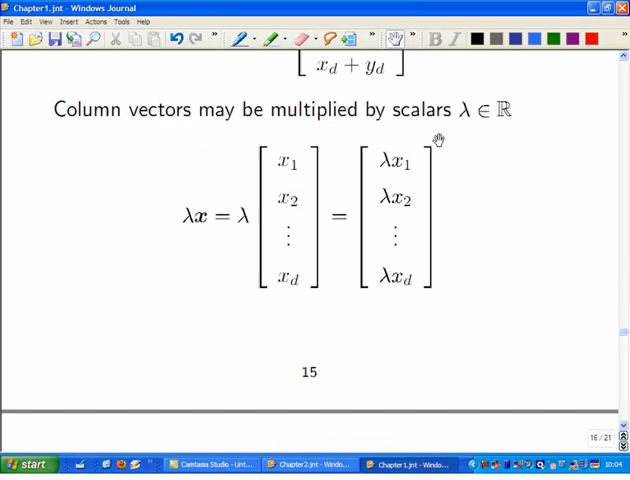 Chapter1.jnt - Windows Journal
File Edit View Insert Actions Tools Help
B I
x_d + y_d
Column vectors may be multiplied by scalars λ ∈ ℝ
λx = λ [ x_1 x_2 ⋮ x_d ] = [ λx_1 λx_2 ⋮ λx_d ]
15
16 / 21
start Camtasia Studio - Unt... Chapter2.jnt - Windo... Chapter1.jnt - Windo... 10:04